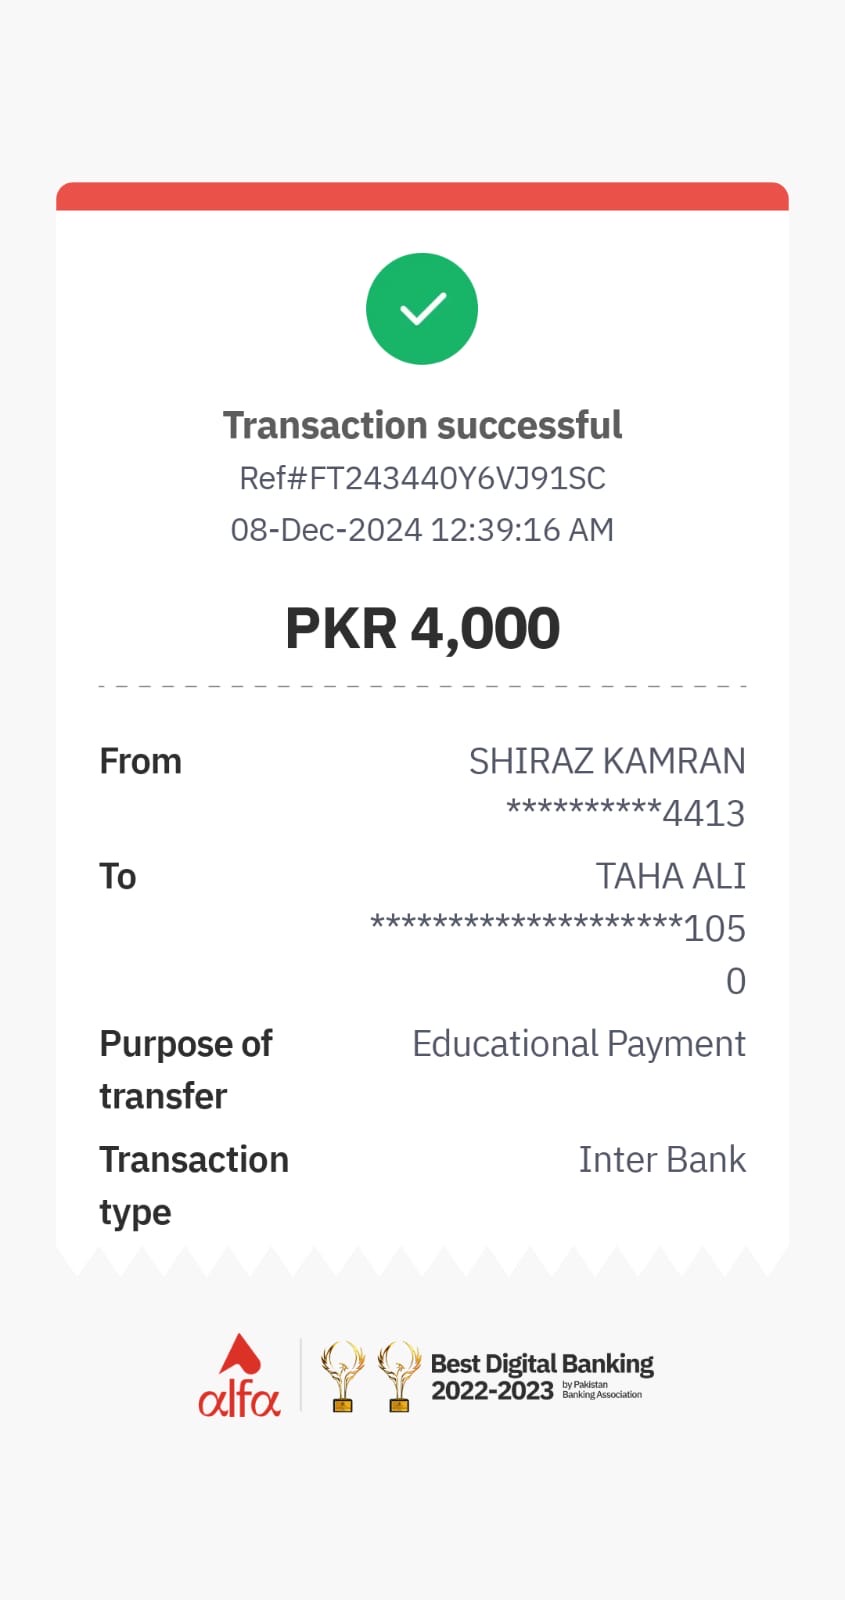 Transaction successful
Ref#FT243440Y6VJ91SC
08-Dec-2024 12:39:16 AM
PKR 4,000
From SHIRAZ KAMRAN
**********4413
To TAHA ALI
********************105
0
Purpose of Educational Payment
transfer
Transaction Inter Bank
type
alfa
Best Digital Banking
2022-2023 by Pakistan
Banking Association